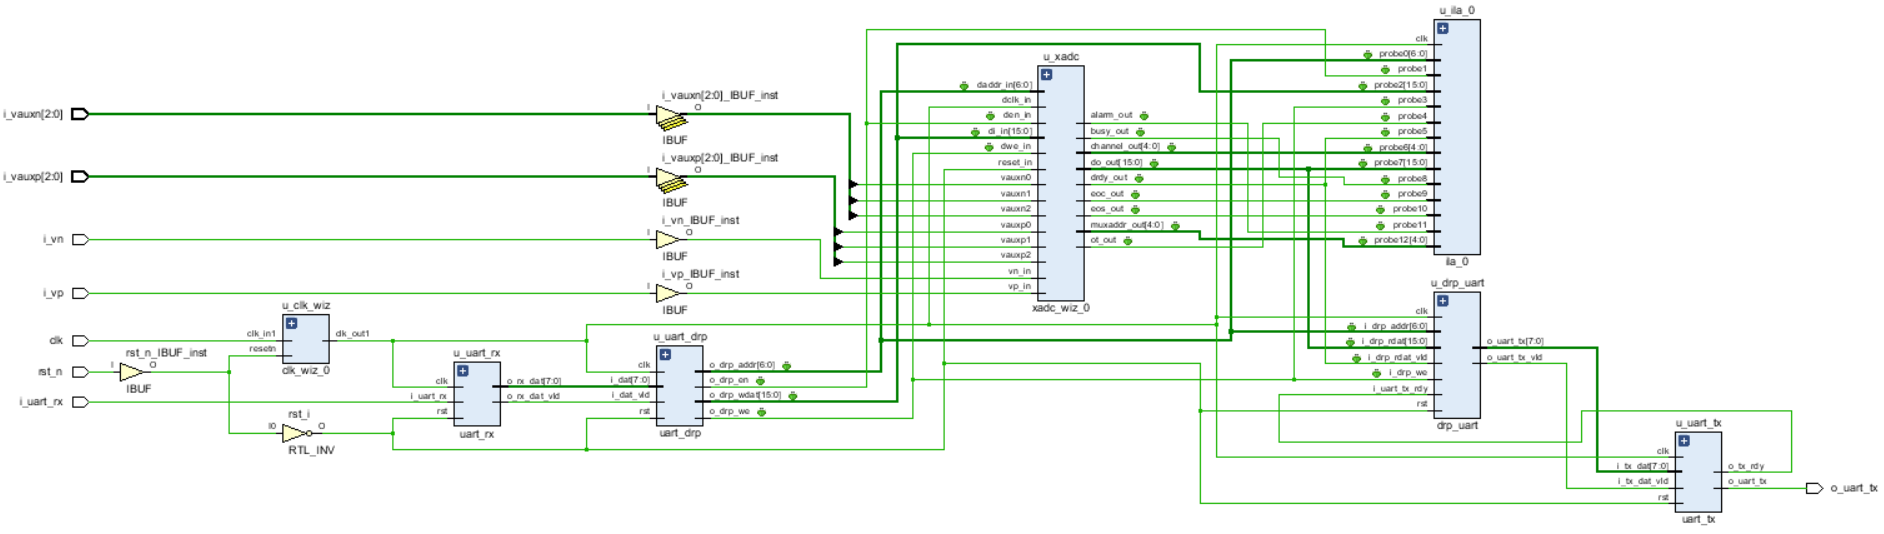 i_vauxn[2:0]
i_vauxp[2:0]
i_vn
i_vp
clk
rst_n
i_uart_rx
i_vauxn[2:0]_IBUF_inst
I
O
IBUF
i_vauxp[2:0]_IBUF_inst
I
O
IBUF
i_vn_IBUF_inst
I
O
IBUF
i_vp_IBUF_inst
I
O
IBUF
rst_n_IBUF_inst
I
O
IBUF
u_clk_wiz
clk_in1
resetn
clk_out1
clk_wiz_0
rst_i
I0
O
RTL_INV
u_uart_rx
clk
i_uart_rx
rst
o_rx_dat[7:0]
o_rx_dat_vld
uart_rx
u_uart_drp
clk
i_dat[7:0]
i_dat_vld
rst
o_drp_addr[6:0]
o_drp_en
o_drp_wdat[15:0]
o_drp_we
uart_drp
u_xadc
daddr_in[6:0]
dclk_in
den_in
di_in[15:0]
dwe_in
reset_in
vauxn0
vauxn1
vauxn2
vauxp0
vauxp1
vauxp2
vn_in
vp_in
alarm_out
busy_out
channel_out[4:0]
do_out[15:0]
drdy_out
eoc_out
eos_out
muxaddr_out[4:0]
ot_out
xadc_wiz_0
u_ila_0
clk
probe0[6:0]
probe1
probe2[15:0]
probe3
probe4
probe5
probe6[4:0]
probe7[15:0]
probe8
probe9
probe10
probe11
probe12[4:0]
ila_0
u_drp_uart
clk
i_drp_addr[6:0]
i_drp_rdat[15:0]
i_drp_rdat_vld
i_drp_we
i_uart_tx_rdy
rst
o_uart_tx[7:0]
o_uart_tx_vld
drp_uart
u_uart_tx
clk
i_tx_dat[7:0]
i_tx_dat_vld
rst
o_tx_rdy
o_uart_tx
uart_tx
o_uart_tx